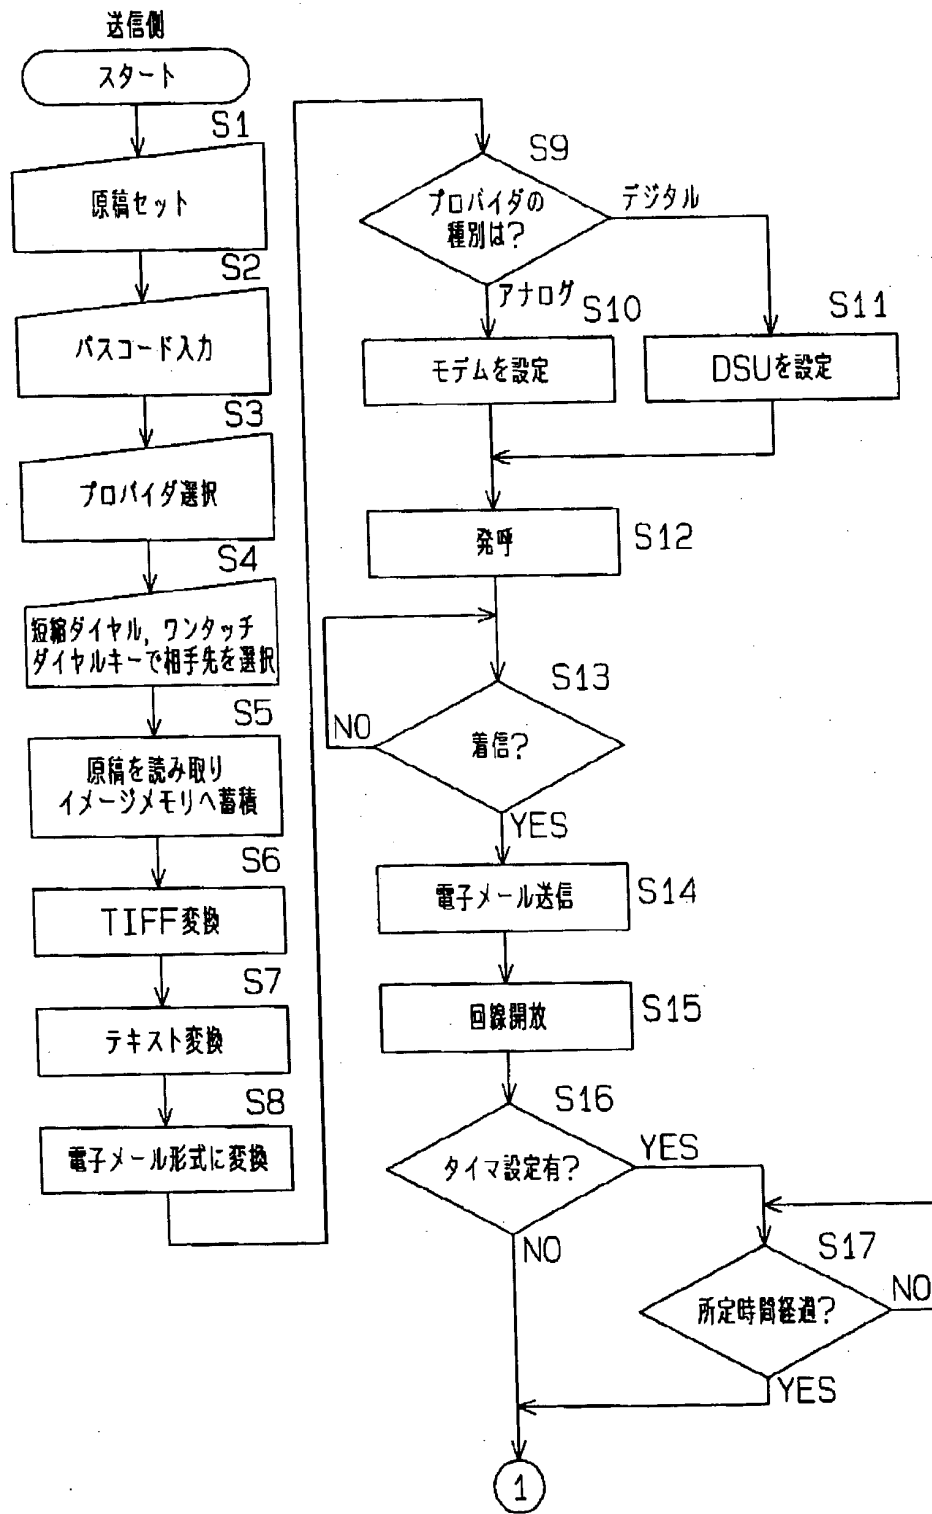 送信側
スタート
S1
原稿セット
S2
パスコード入力
S3
プロバイダ選択
S4
短縮ダイヤル, ワンタッチ
ダイヤルキーで相手先を選択
S5
原稿を読み取り
イメージメモリへ蓄積
S6
TIFF変換
S7
テキスト変換
S8
電子メール形式に変換
S9
プロバイダの
種別は?
デジタル
アナログ
S10
モデムを設定
S11
DSUを設定
発呼
S12
S13
着信?
NO
YES
電子メール送信
S14
回線開放
S15
S16
タイマ設定有?
YES
NO
S17
所定時間経過?
NO
YES
1